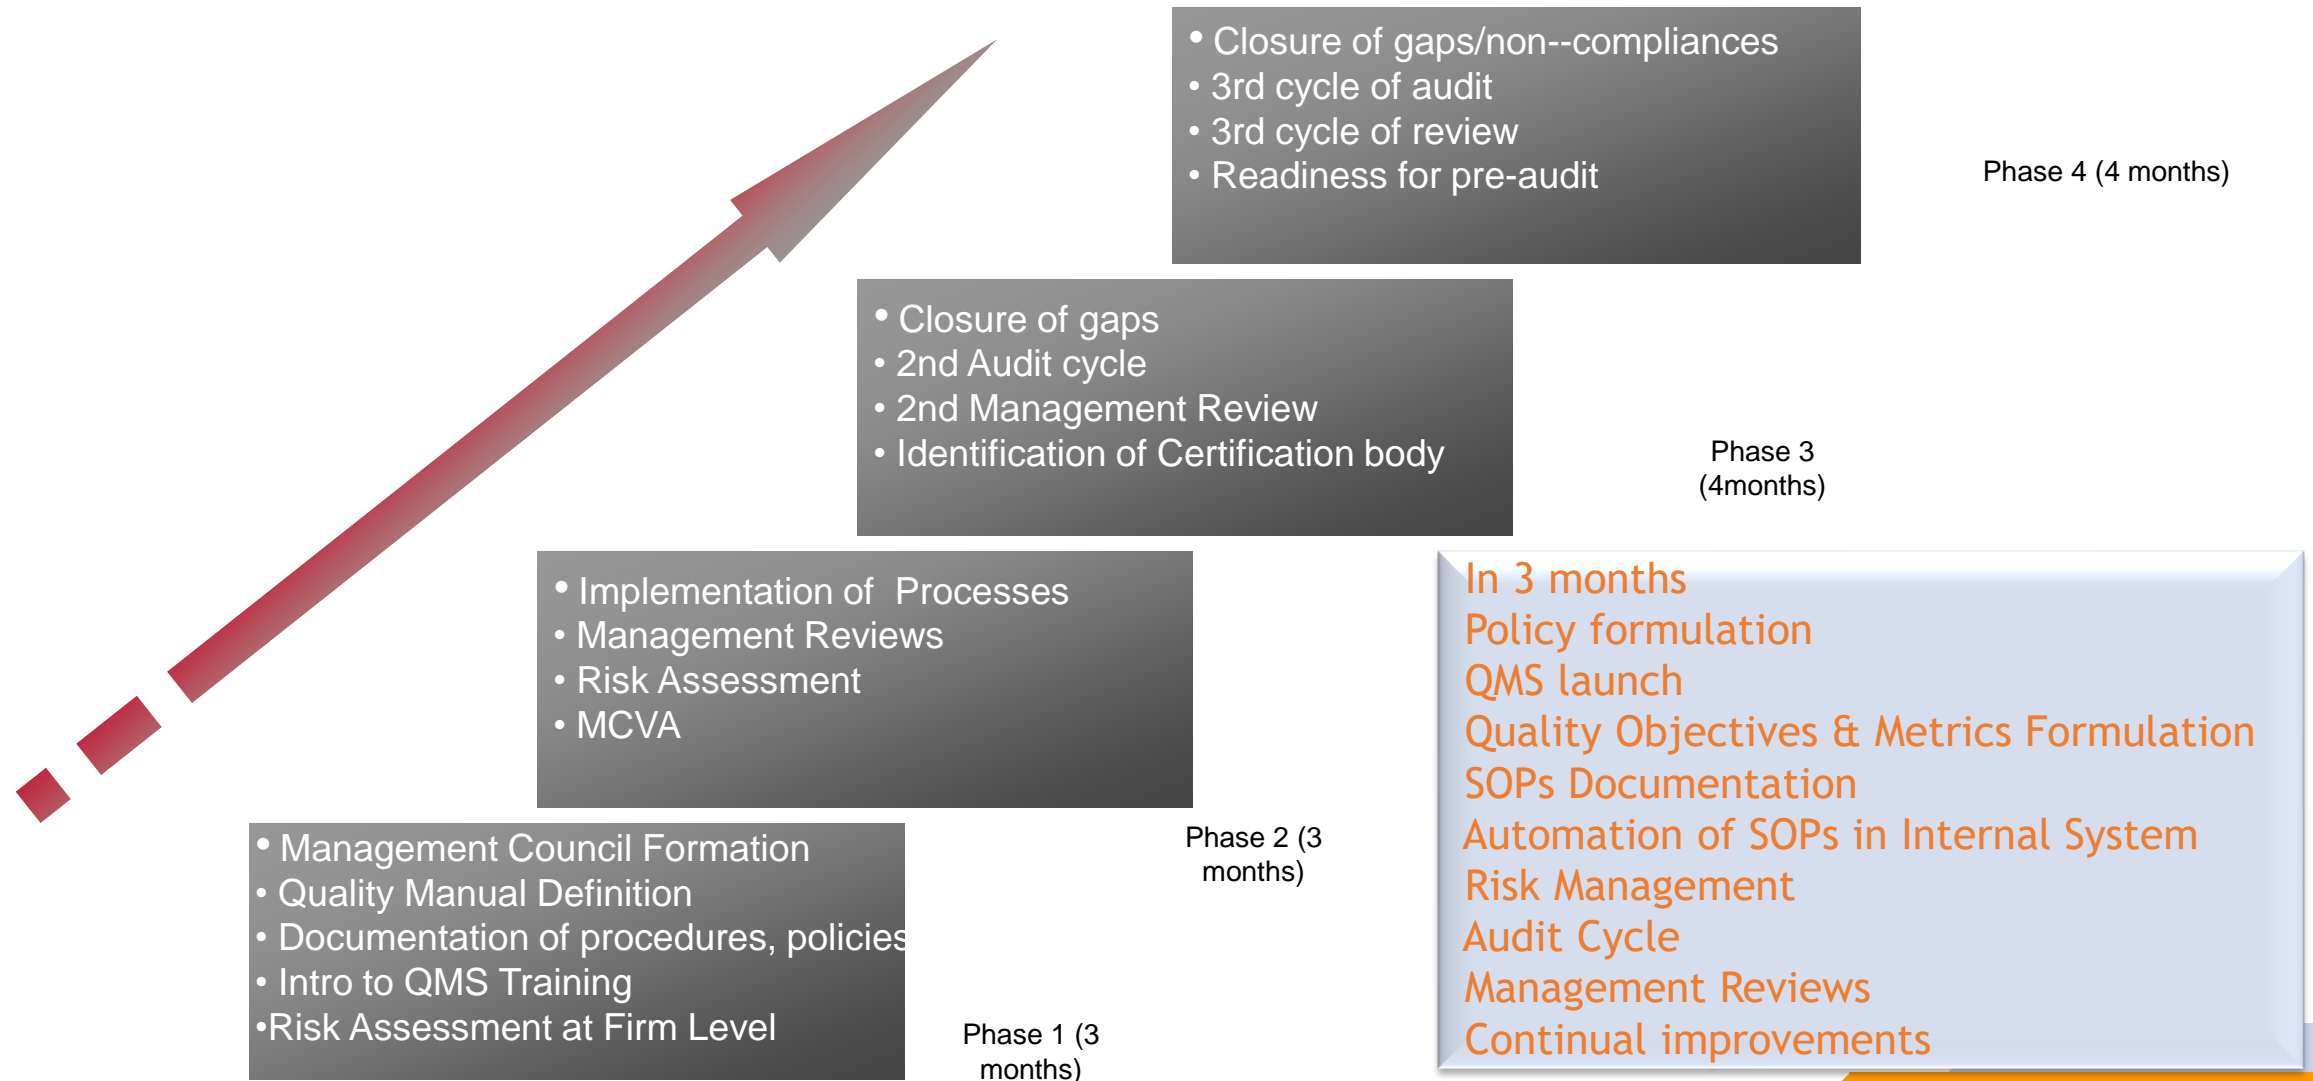 • Closure of gaps/non--compliances
• 3rd cycle of audit
• 3rd cycle of review
• Readiness for pre-audit
Phase 4 (4 months)
• Closure of gaps
• 2nd Audit cycle
• 2nd Management Review
• Identification of Certification body
Phase 3
(4months)
• Implementation of  Processes
• Management Reviews
• Risk Assessment
• MCVA
Phase 2 (3
months)
• Management Council Formation
• Quality Manual Definition
• Documentation of procedures, policies
• Intro to QMS Training
•Risk Assessment at Firm Level
Phase 1 (3
months)
In 3 months
Policy formulation
QMS launch
Quality Objectives & Metrics Formulation
SOPs Documentation
Automation of SOPs in Internal System
Risk Management
Audit Cycle
Management Reviews
Continual improvements